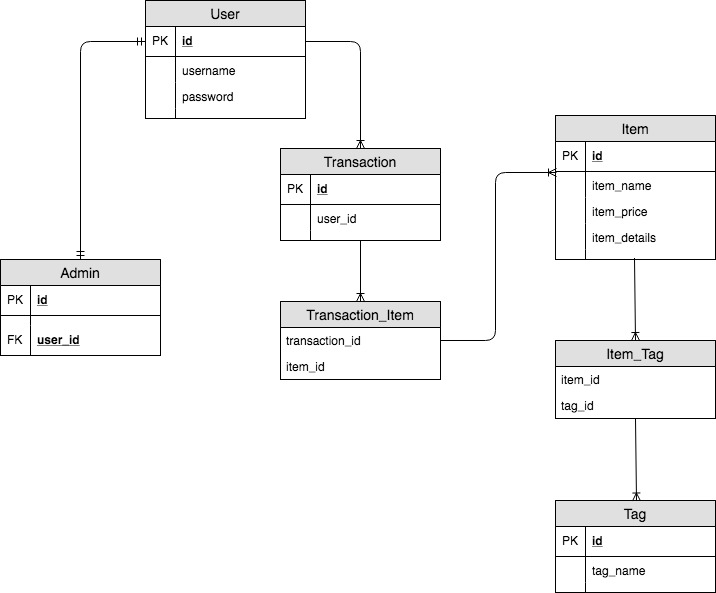 User
PK id
username
password
Item
PK id
item_name
item_price
item_details
Transaction
PK id
user_id
Admin
PK id
FK user_id
Transaction_Item
transaction_id
item_id
Item_Tag
item_id
tag_id
Tag
PK id
tag_name